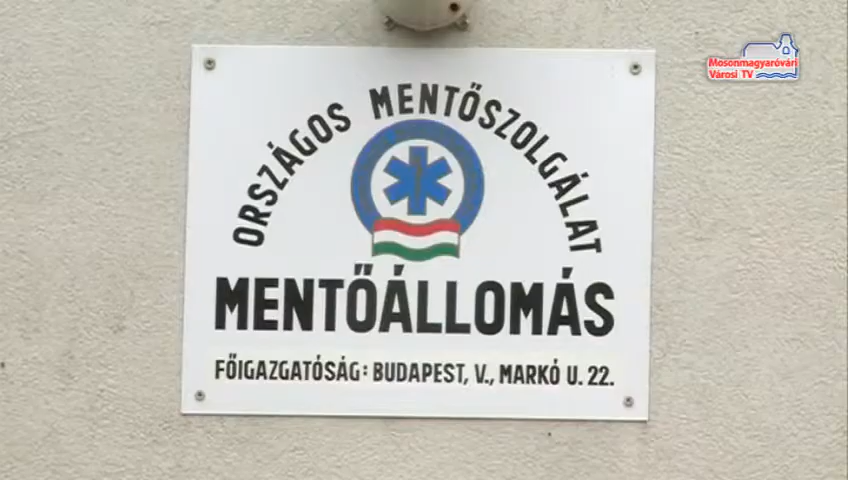 Mosonmagyaróvári
Városi TV
ORSZÁGOS MENTŐSZOLGÁLAT
MENTŐÁLLOMÁS
FŐIGAZGATÓSÁG: BUDAPEST, V., MARKÓ U. 22.